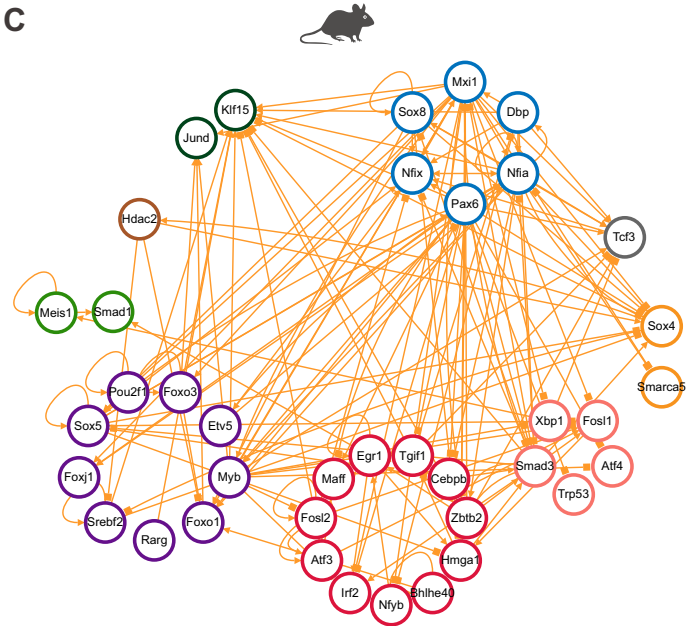 C
Mxi1
Klf15
Sox8
Dbp
Jund
Nfix
Nfia
Pax6
Hdac2
Tcf3
Meis1
Smad1
Sox4
Smarca5
Pou2f1
Foxo3
Sox5
Etv5
Xbp1
Fosl1
Egr1
Tgif1
Foxj1
Myb
Maff
Cebpb
Smad3
Atf4
Trp53
Srebf2
Foxo1
Fosl2
Zbtb2
Rarg
Atf3
Hmga1
Irf2
Nfyb
Bhlhe40